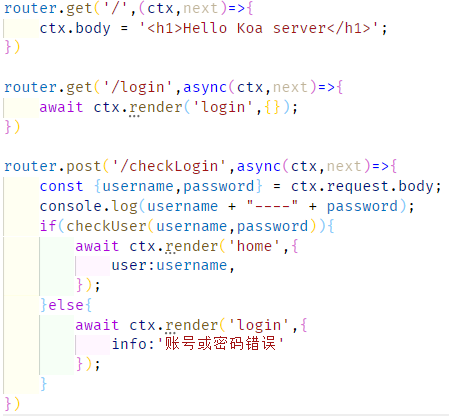 router.get('/',(ctx,next)=>{
    ctx.body = '<h1>Hello Koa server</h1>';
})

router.get('/login',async(ctx,next)=>{
    await ctx.render('login',{});
})

router.post('/checkLogin',async(ctx,next)=>{
    const {username,password} = ctx.request.body;
    console.log(username + "----" + password);
    if(checkUser(username,password)){
        await ctx.render('home',{
            user:username,
        });
    }else{
        await ctx.render('login',{
            info:'账号或密码错误'
        });
    }
})